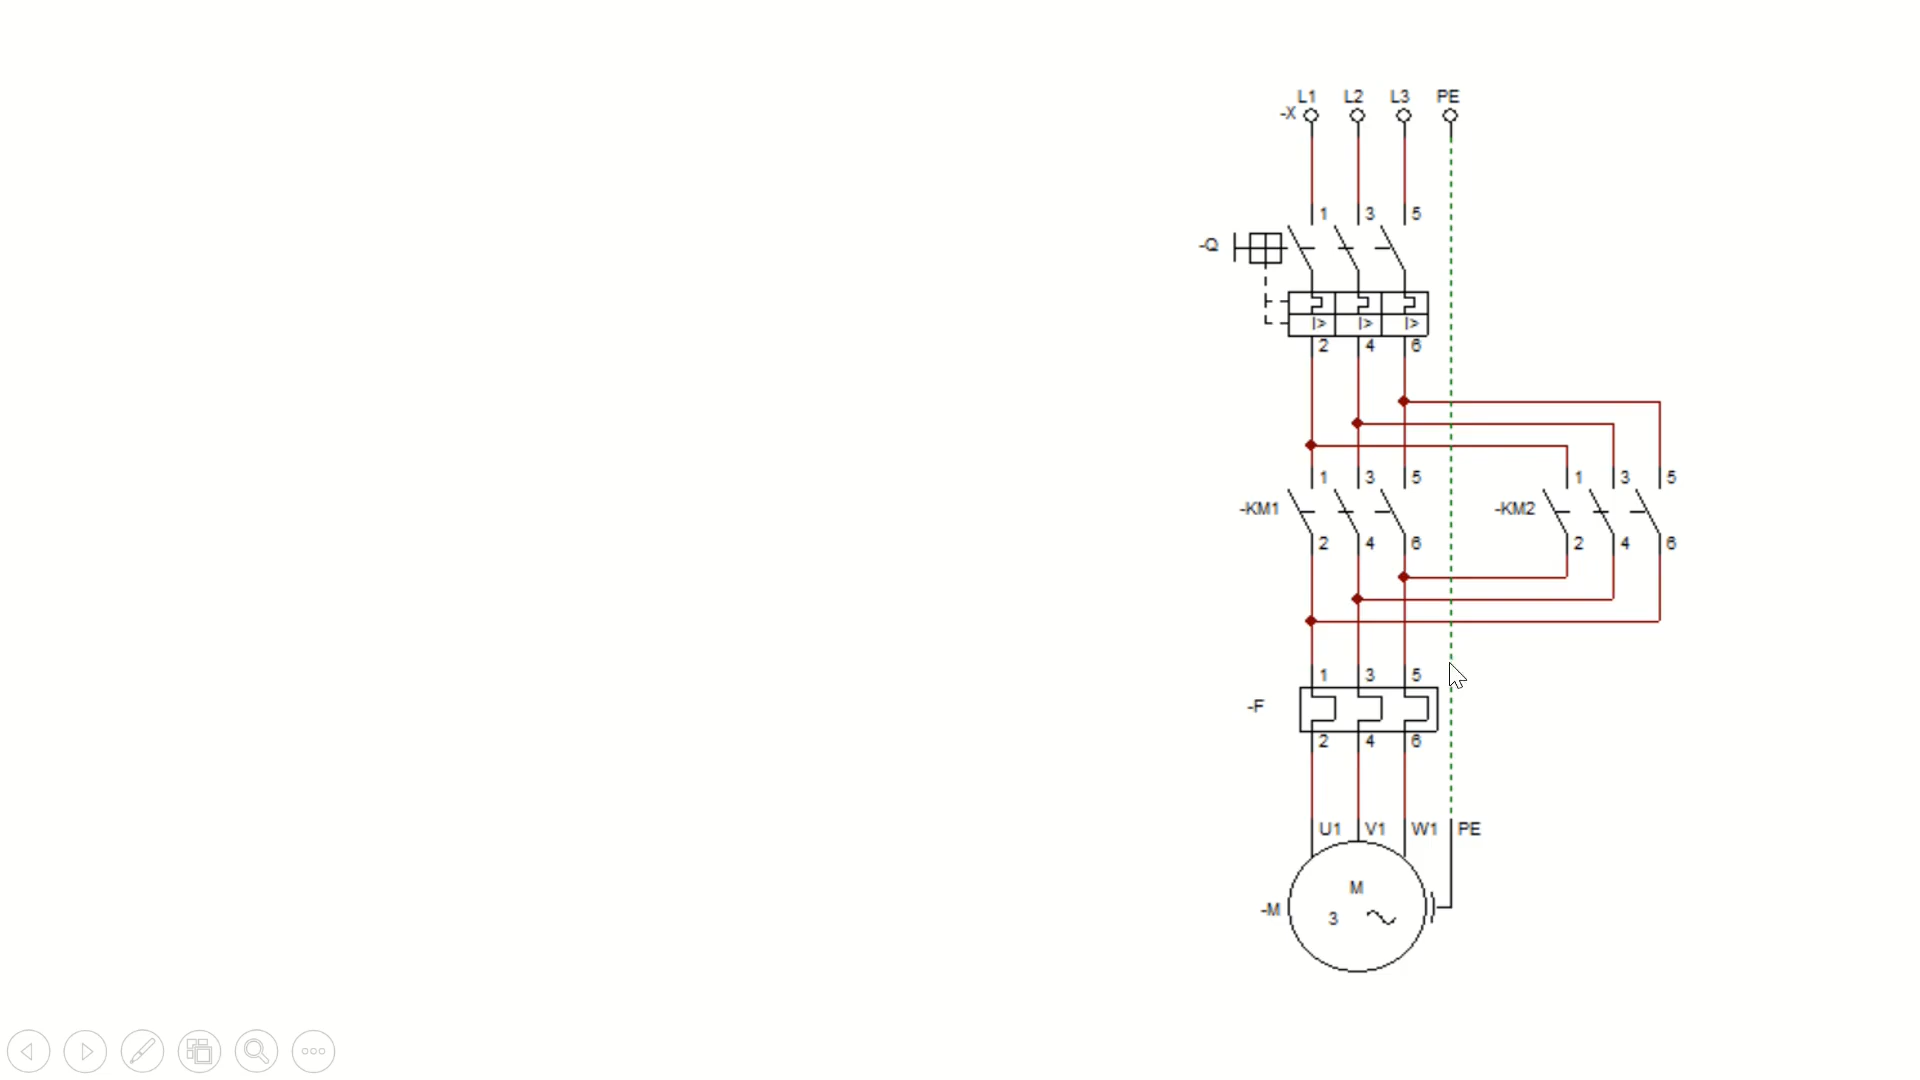 L1 L2 L3 PE
-X
1 3 5
-Q
I> I> I>
2 4 6
1 3 5 1 3 5
-KM1 -KM2
2 4 6 2 4 6
1 3 5
-F
2 4 6
U1 V1 W1 PE
M
-M 3